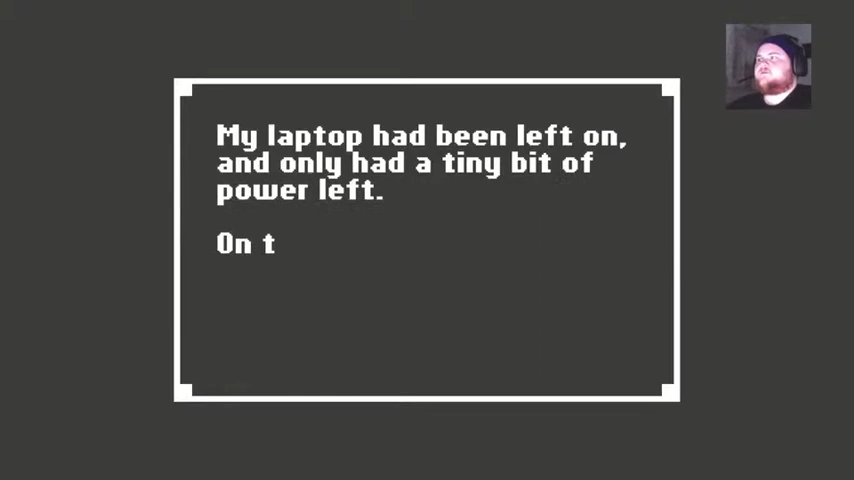 My laptop had been left on,
and only had a tiny bit of
power left.
On t